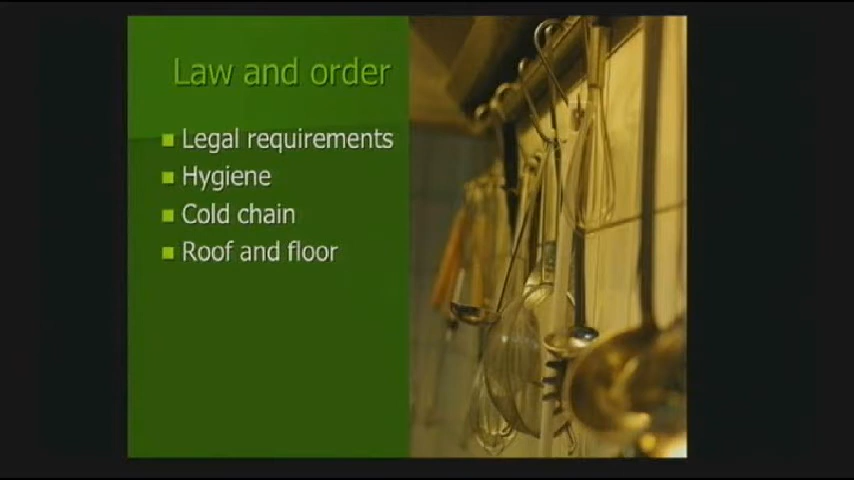 Law and order
Legal requirements
Hygiene
Cold chain
Roof and floor